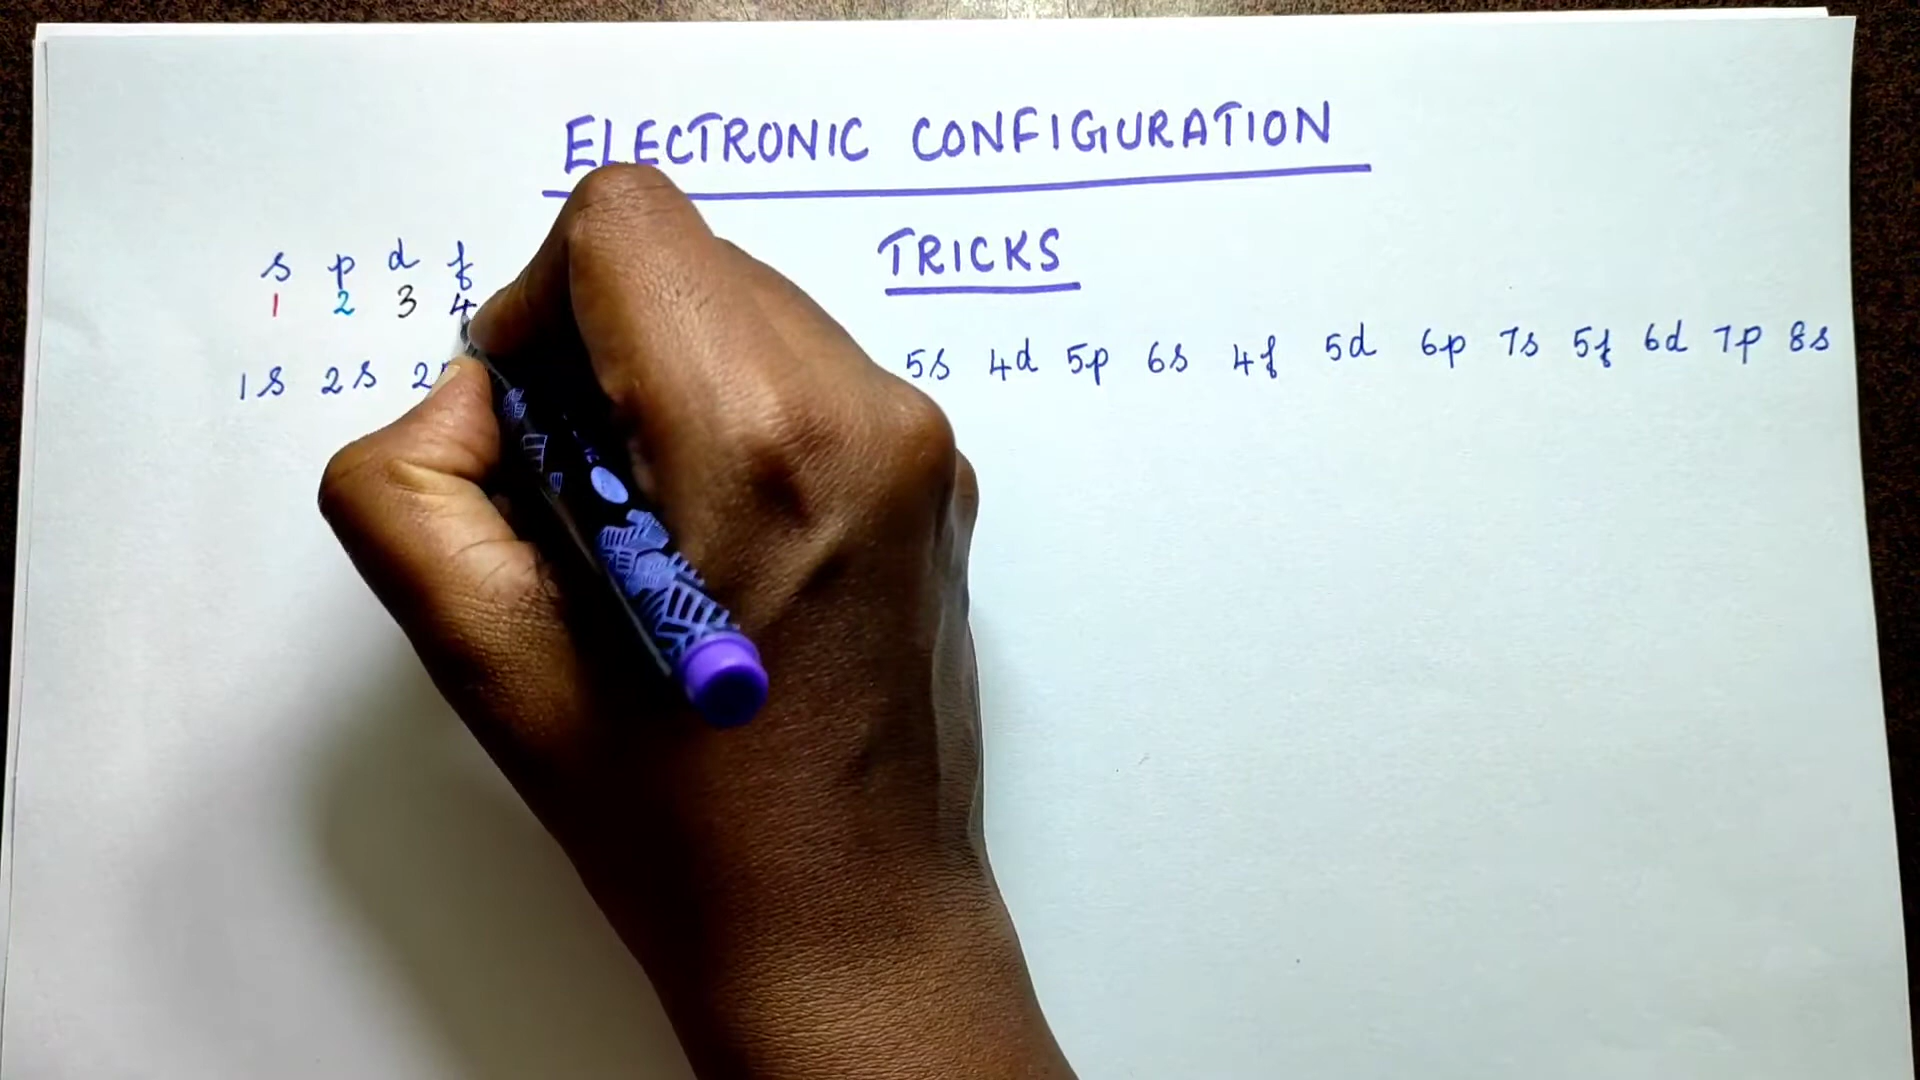 ELECTRONIC CONFIGURATION
TRICKS
s p d f
1 2 3 4
1s 2s 2 5s 4d 5p 6s 4f 5d 6p 7s 5f 6d 7p 8s